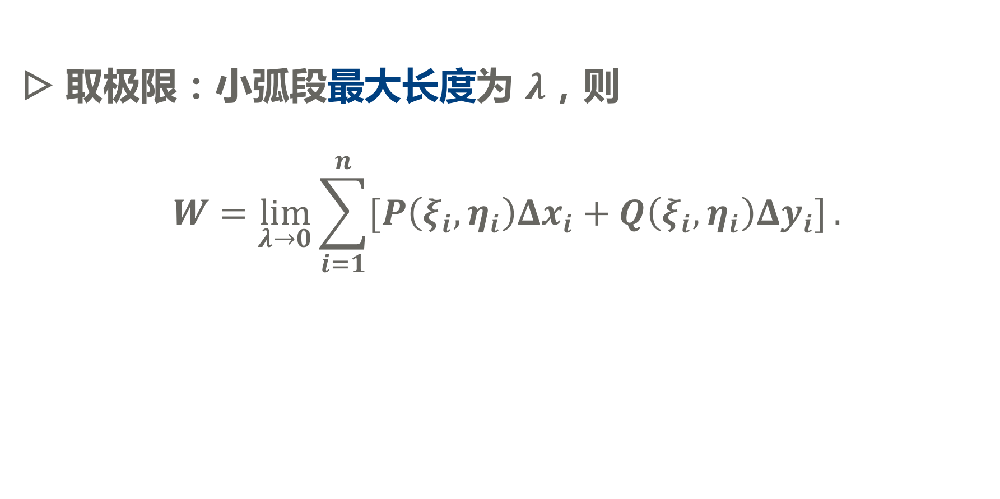 取极限：小弧段最大长度为 λ，则
W = lim_{λ→0} ∑_{i=1}^{n} [P(ξ_i, η_i)Δx_i + Q(ξ_i, η_i)Δy_i] .